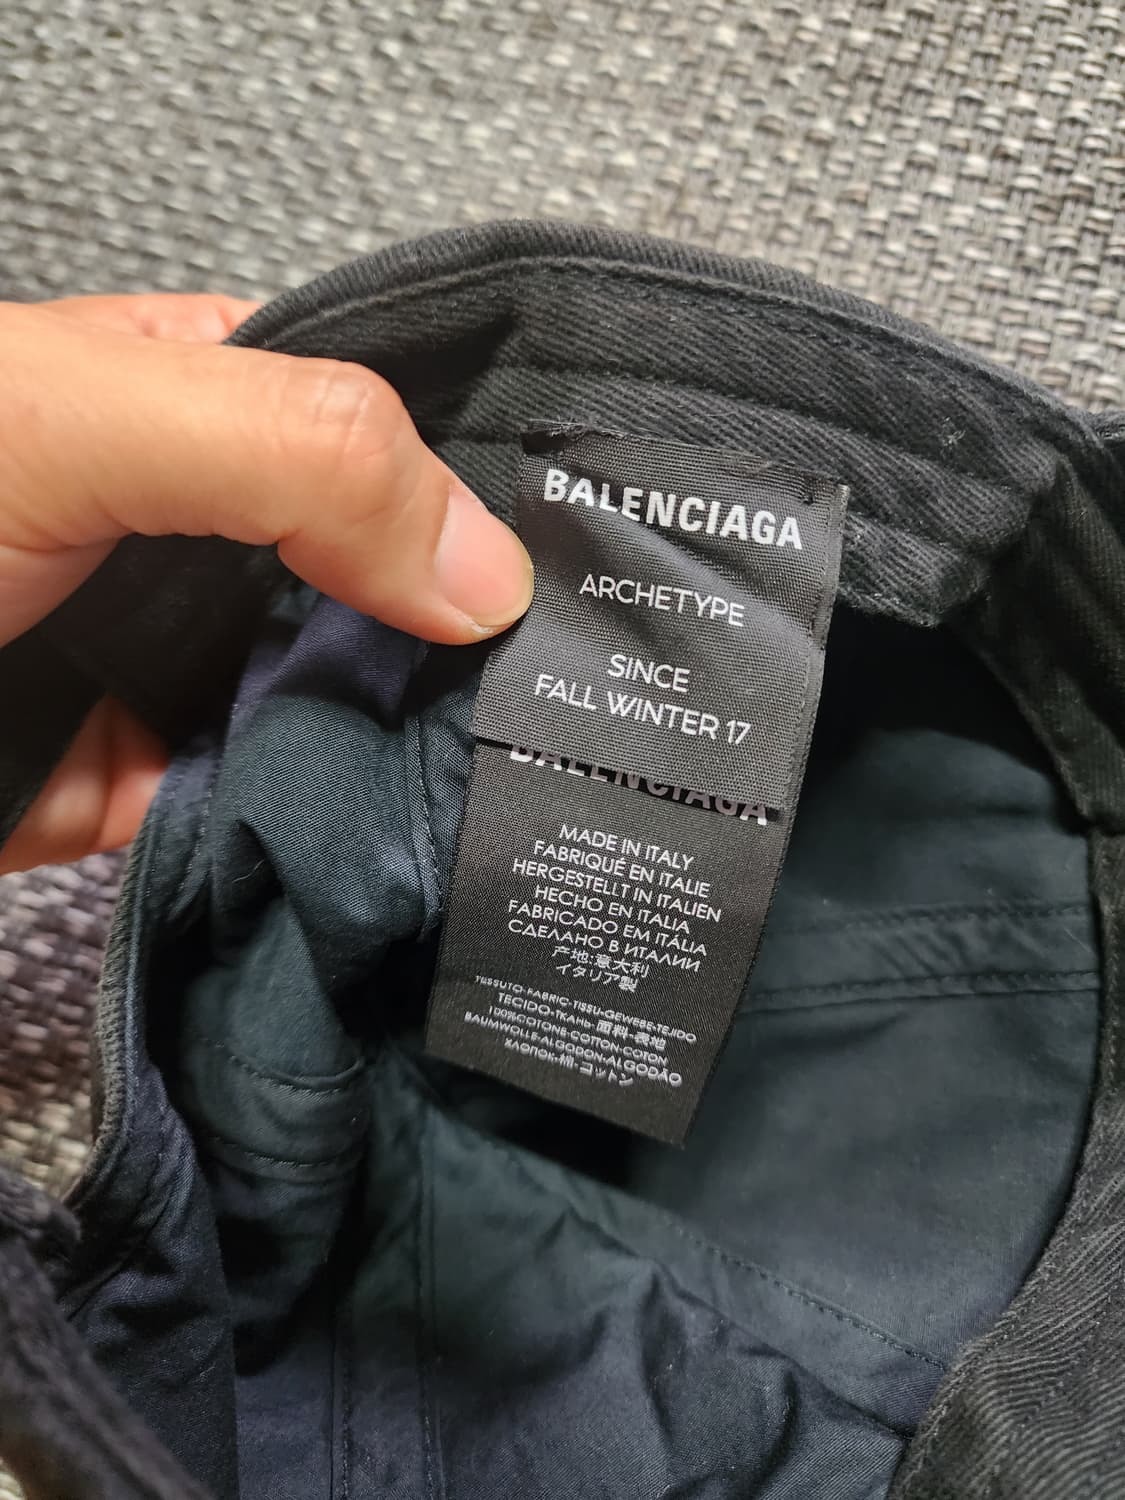 BALENCIAGA
ARCHETYPE
SINCE
FALL WINTER 17
BALENCIAGA
MADE IN ITALY
FABRIQUÉ EN ITALIE
HERGESTELLT IN ITALIEN
HECHO EN ITALIA
FABRICADO EM ITÁLIA
СДЕЛАНО В ИТАЛИИ
产地:意大利
イタリア製
TESSUTO-FABRIC-TISSU-GEWEBE-TEJIDO
TECIDO-ТКАНЬ-面料-表地
100%COTONE-COTTON-COTON
BAUMWOLLE-ALGODON-ALGODÃO
ХЛОПОК-棉-コットン